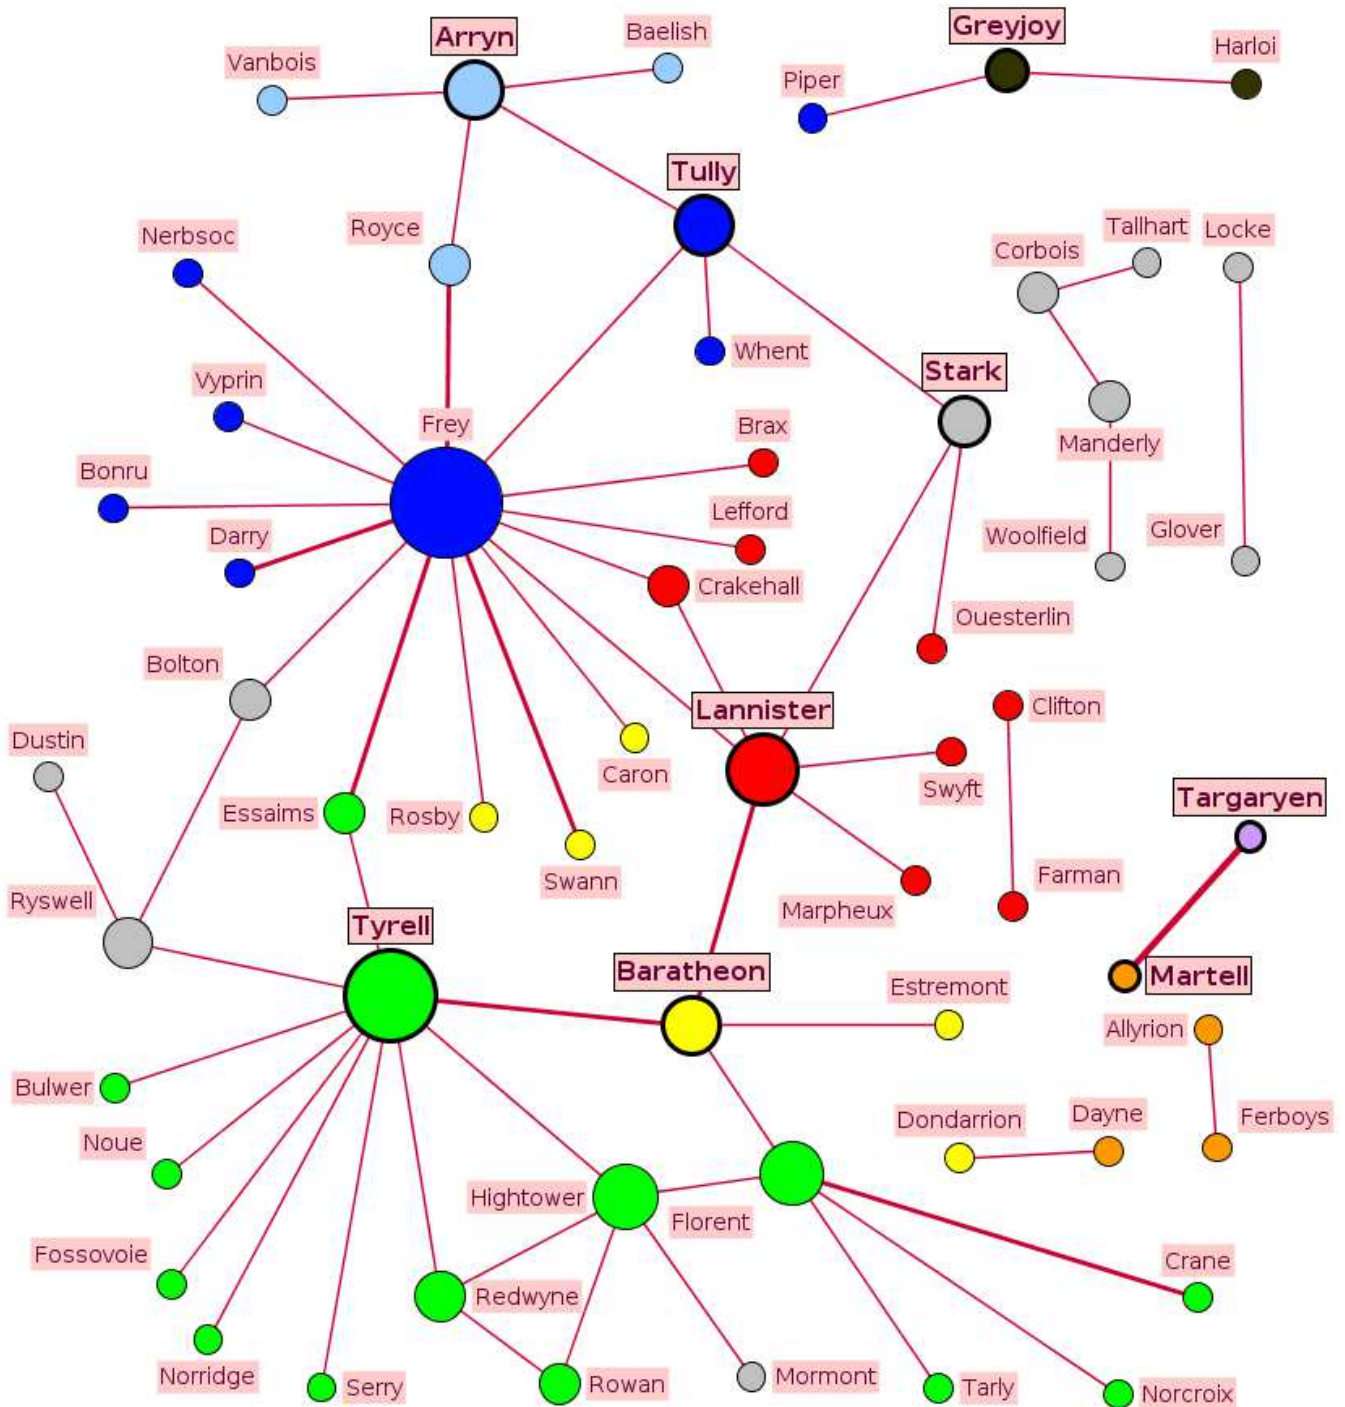 Greyjoy
Arryn
Baelish
Harloi
Vanbois
Piper
Tully
Royce
Tallhart
Locke
Nerbsoc
Corbois
Whent
Stark
Vyprin
Frey
Brax
Manderly
Bonru
Lefford
Glover
Darry
Woolfield
Crakehall
Ouesterlin
Bolton
Clifton
Lannister
Dustin
Caron
Swyft
Targaryen
Essaims
Rosby
Farman
Swann
Ryswell
Marpheux
Tyrell
Baratheon
Martell
Estremont
Allyrion
Bulwer
Dayne
Ferboys
Dondarrion
Noue
Hightower
Florent
Fossovoie
Crane
Redwyne
Norridge
Mormont
Rowan
Serry
Tarly
Norcroix